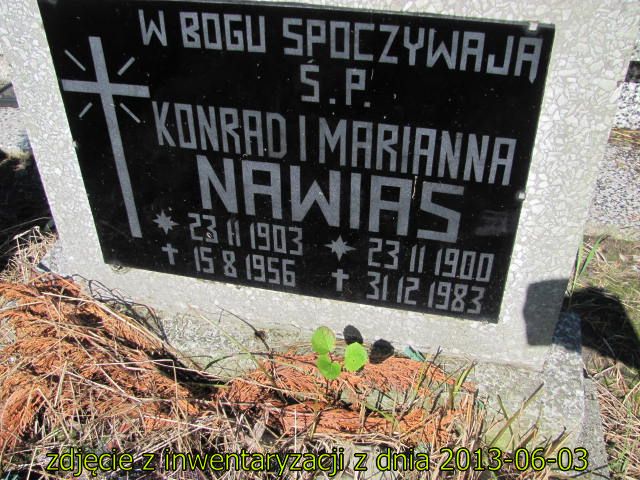 W BOGU SPOCZYWAJĄ
Ś.P.
KONRAD I MARIANNA
NAWIAS
23 11 1903 23 11 1900
15 8 1956 31 12 1983
zdjęcie z inwentaryzacji z dnia 2013-06-03